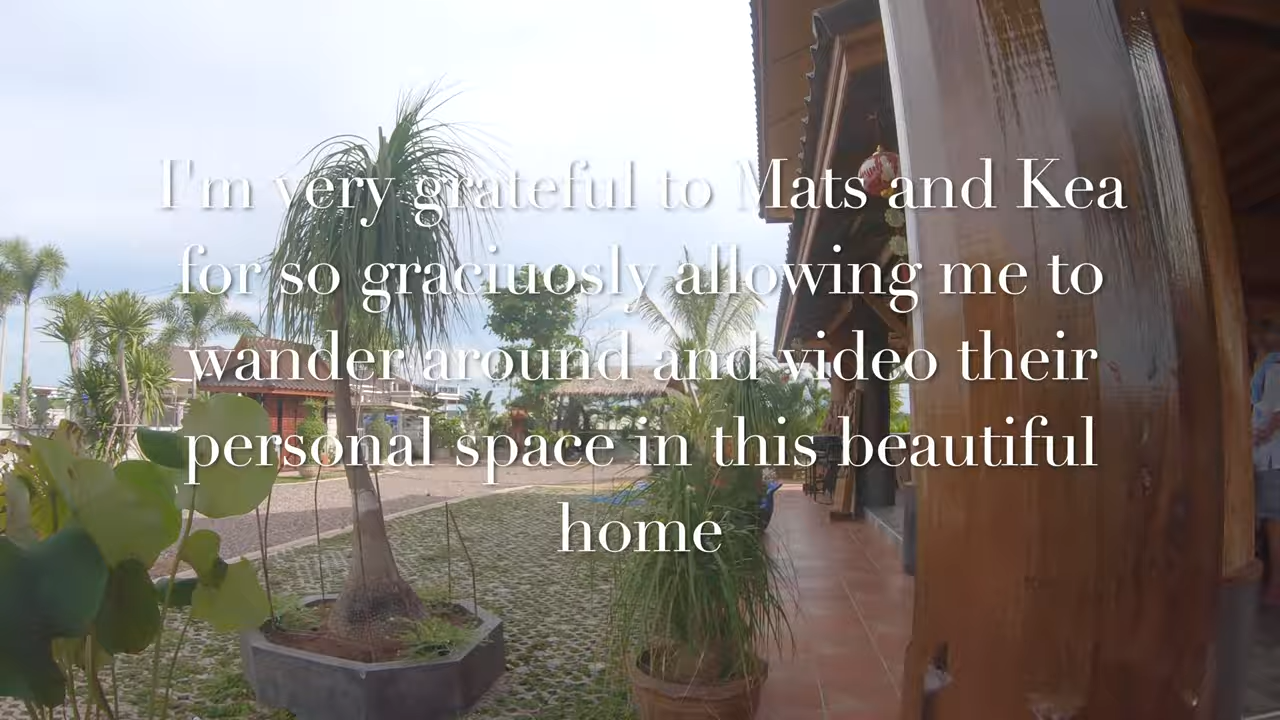 I'm very grateful to Mats and Kea
for so graciuosly allowing me to
wander around and video their
personal space in this beautiful
home